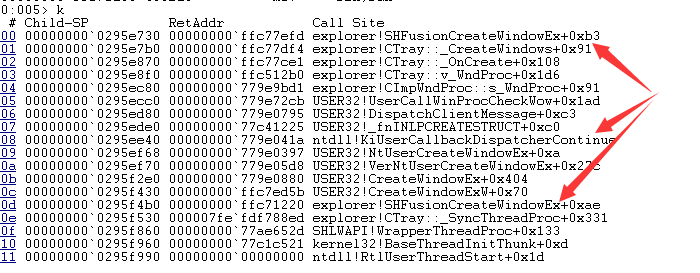 0:005> k
 # Child-SP          RetAddr           Call Site
00 00000000`0295e730 00000000`ffc77efd explorer!SHFusionCreateWindowEx+0xb3
01 00000000`0295e7b0 00000000`ffc77df4 explorer!CTray::_CreateWindows+0x91
02 00000000`0295e870 00000000`ffc77ce1 explorer!CTray::_OnCreate+0x108
03 00000000`0295e8f0 00000000`ffc512b0 explorer!CTray::v_WndProc+0x1d6
04 00000000`0295ec80 00000000`779e9bd1 explorer!CImpWndProc::s_WndProc+0x91
05 00000000`0295ecc0 00000000`779e72cb USER32!UserCallWinProcCheckWow+0x1ad
06 00000000`0295ed80 00000000`779e0795 USER32!DispatchClientMessage+0xc3
07 00000000`0295ede0 00000000`77c41225 USER32!_fnINLPCREATESTRUCT+0xc0
08 00000000`0295ee40 00000000`779e041a ntdll!KiUserCallbackDispatcherContinue
09 00000000`0295ef68 00000000`779e0397 USER32!NtUserCreateWindowEx+0xa
0a 00000000`0295ef70 00000000`779e05d8 USER32!VerNtUserCreateWindowEx+0x27c
0b 00000000`0295f2e0 00000000`779e0880 USER32!CreateWindowEx+0x404
0c 00000000`0295f430 00000000`ffc7ed5b USER32!CreateWindowExW+0x70
0d 00000000`0295f4b0 00000000`ffc71220 explorer!SHFusionCreateWindowEx+0xae
0e 00000000`0295f530 000007fe`fdf788ed explorer!CTray::_SyncThreadProc+0x331
0f 00000000`0295f860 00000000`77ae652d SHLWAPI!WrapperThreadProc+0x133
10 00000000`0295f960 00000000`77c1c521 kernel32!BaseThreadInitThunk+0xd
11 00000000`0295f990 00000000`00000000 ntdll!RtlUserThreadStart+0x1d